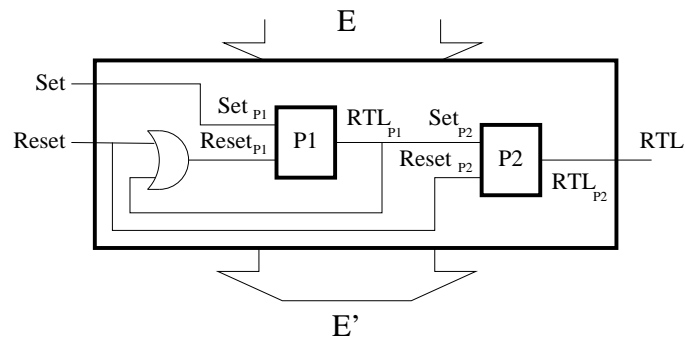 E
Set
Set P1
Reset
Reset P1
P1
RTL P1
Set P2
Reset P2
P2
RTL
RTL P2
E'